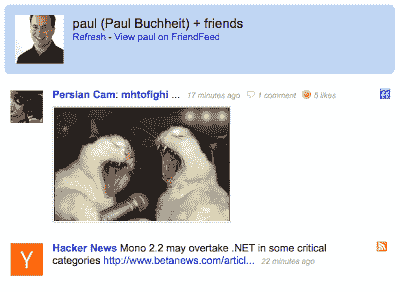 paul (Paul Buchheit) + friends
Refresh - View paul on FriendFeed
Persian Cam: mhtofighi ... 17 minutes ago 1 comment 5 likes
Y Hacker News Mono 2.2 may overtake .NET in some critical
categories http://www.betanews.com/articl... 22 minutes ago